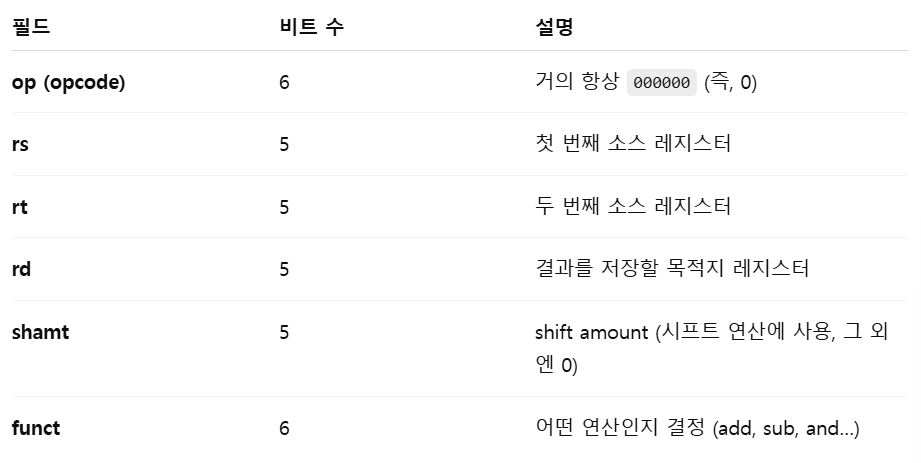 필드 비트 수 설명
op (opcode) 6 거의 항상 000000 (즉, 0)
rs 5 첫 번째 소스 레지스터
rt 5 두 번째 소스 레지스터
rd 5 결과를 저장할 목적지 레지스터
shamt 5 shift amount (시프트 연산에 사용, 그 외
엔 0)
funct 6 어떤 연산인지 결정 (add, sub, and…)